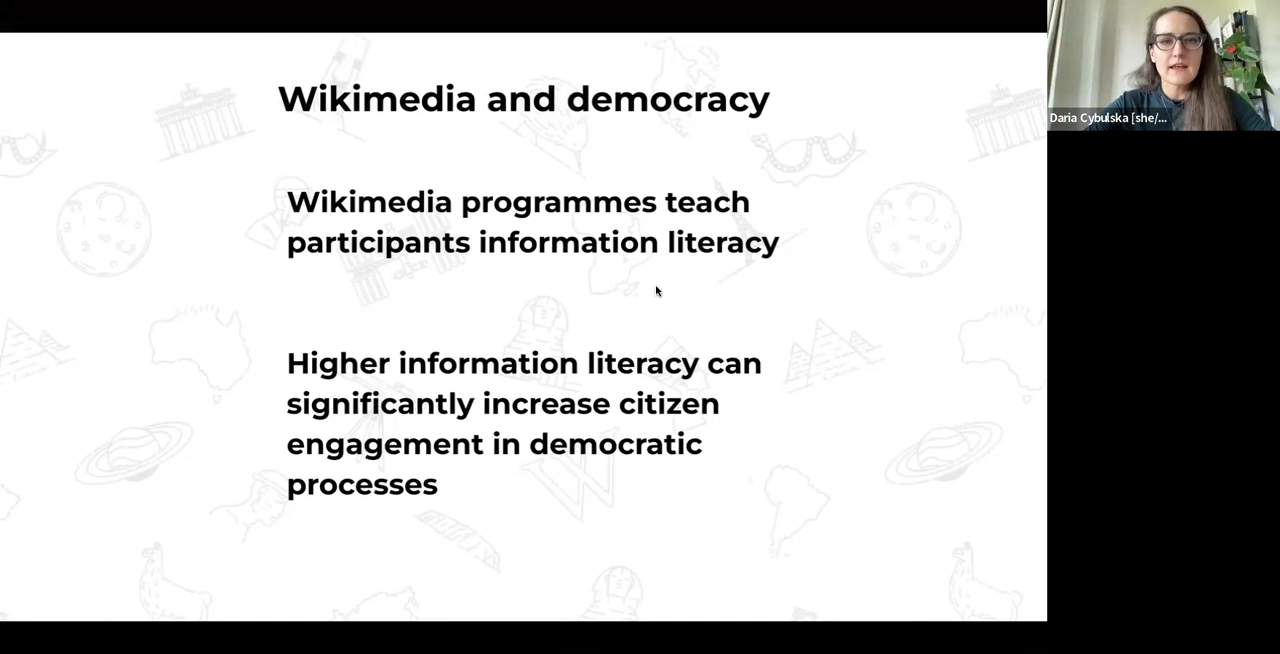 Wikimedia and democracy
Wikimedia programmes teach
participants information literacy
Higher information literacy can
significantly increase citizen
engagement in democratic
processes
Daria Cybulska [she/...